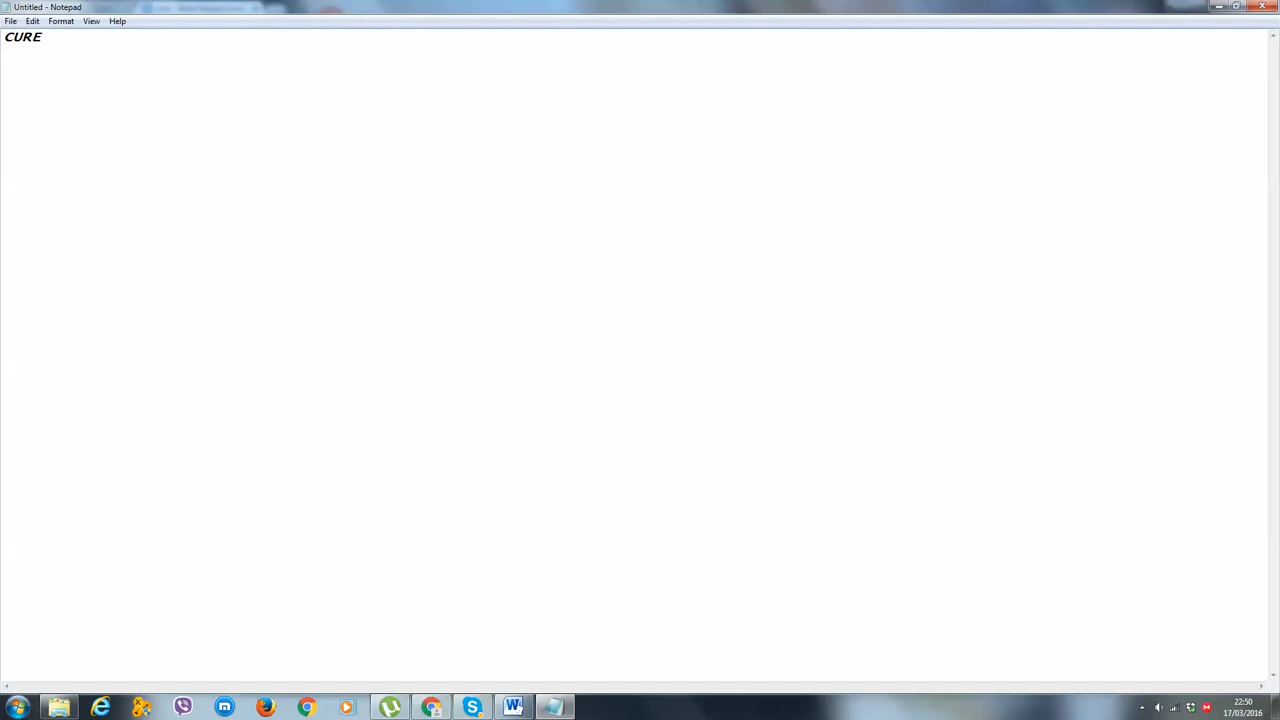 Untitled - Notepad
File Edit Format View Help
CURE
22:50
17/03/2016